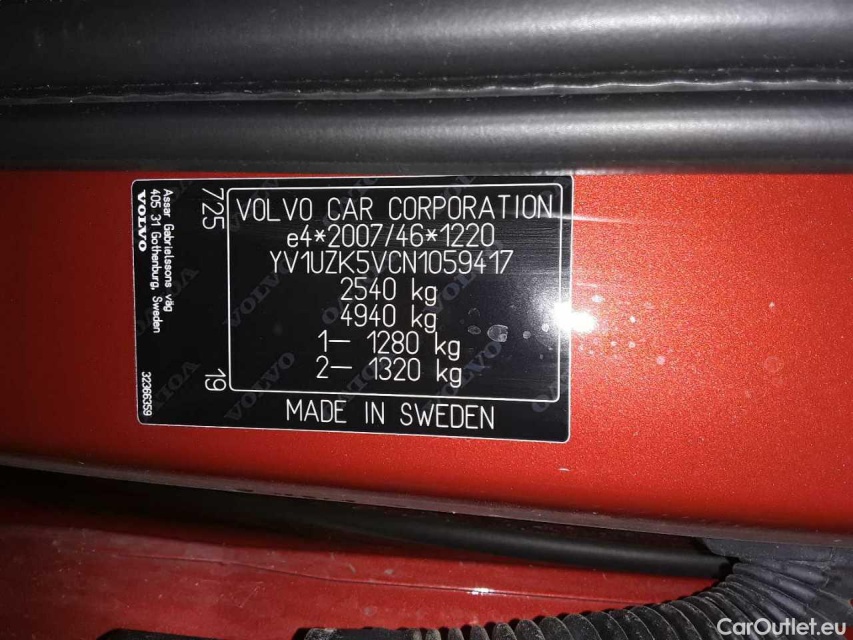 VOLVO CAR CORPORATION
e4*2007/46*1220
YV1UZK5VCN1059417
2540 kg
4940 kg
1– 1280 kg
2– 1320 kg
MADE IN SWEDEN
725
19
Assar Gabrielssons väg
405 31 Gothenburg, Sweden
VOLVO
32366359
CarOutlet.eu